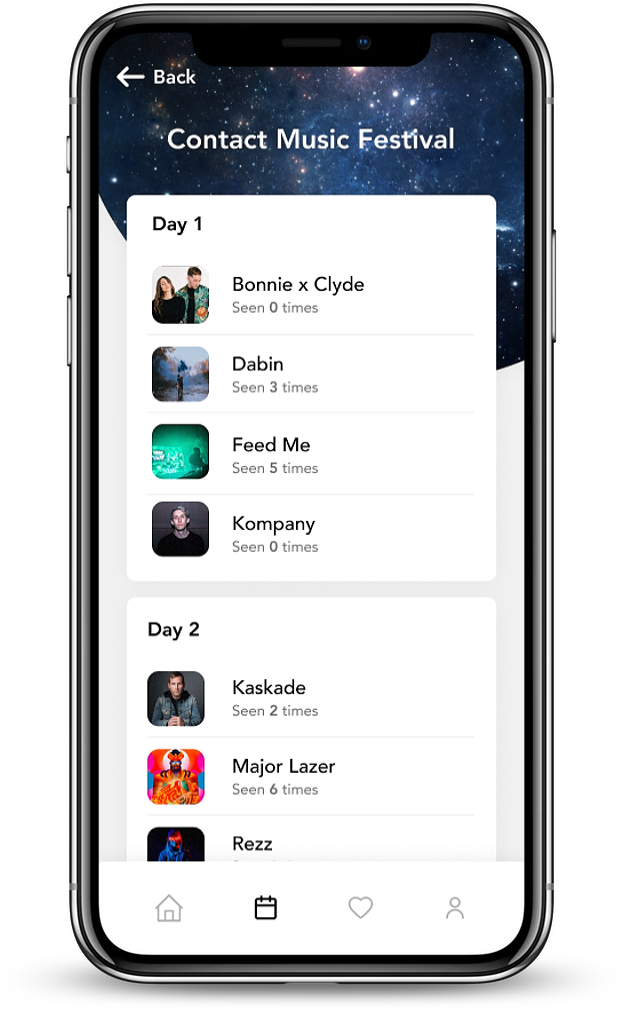 Back
Contact Music Festival
Day 1
Bonnie x Clyde
Seen 0 times
Dabin
Seen 3 times
Feed Me
Seen 5 times
Kompany
Seen 0 times
Day 2
Kaskade
Seen 2 times
Major Lazer
Seen 6 times
Rezz